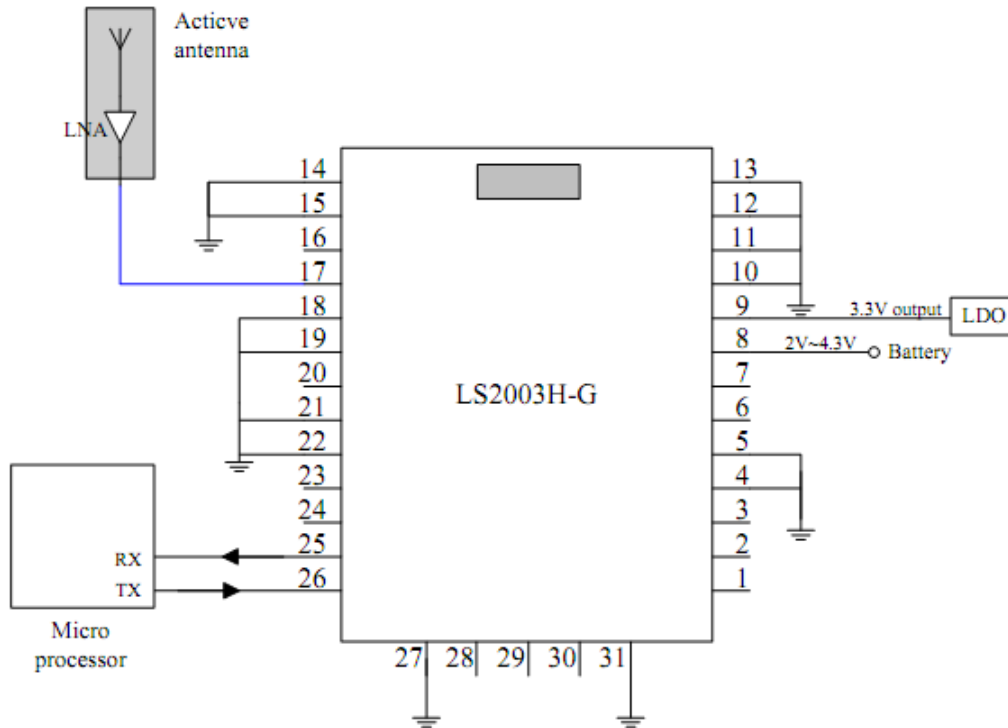 Acticve
antenna
LNA
14
15
16
17
18
19
20
21
22
23
24
25
26
13
12
11
10
9
8
7
6
5
4
3
2
1
3.3V output
LDO
2V~4.3V
Battery
LS2003H-G
RX
TX
Micro
processor
27
28
29
30
31